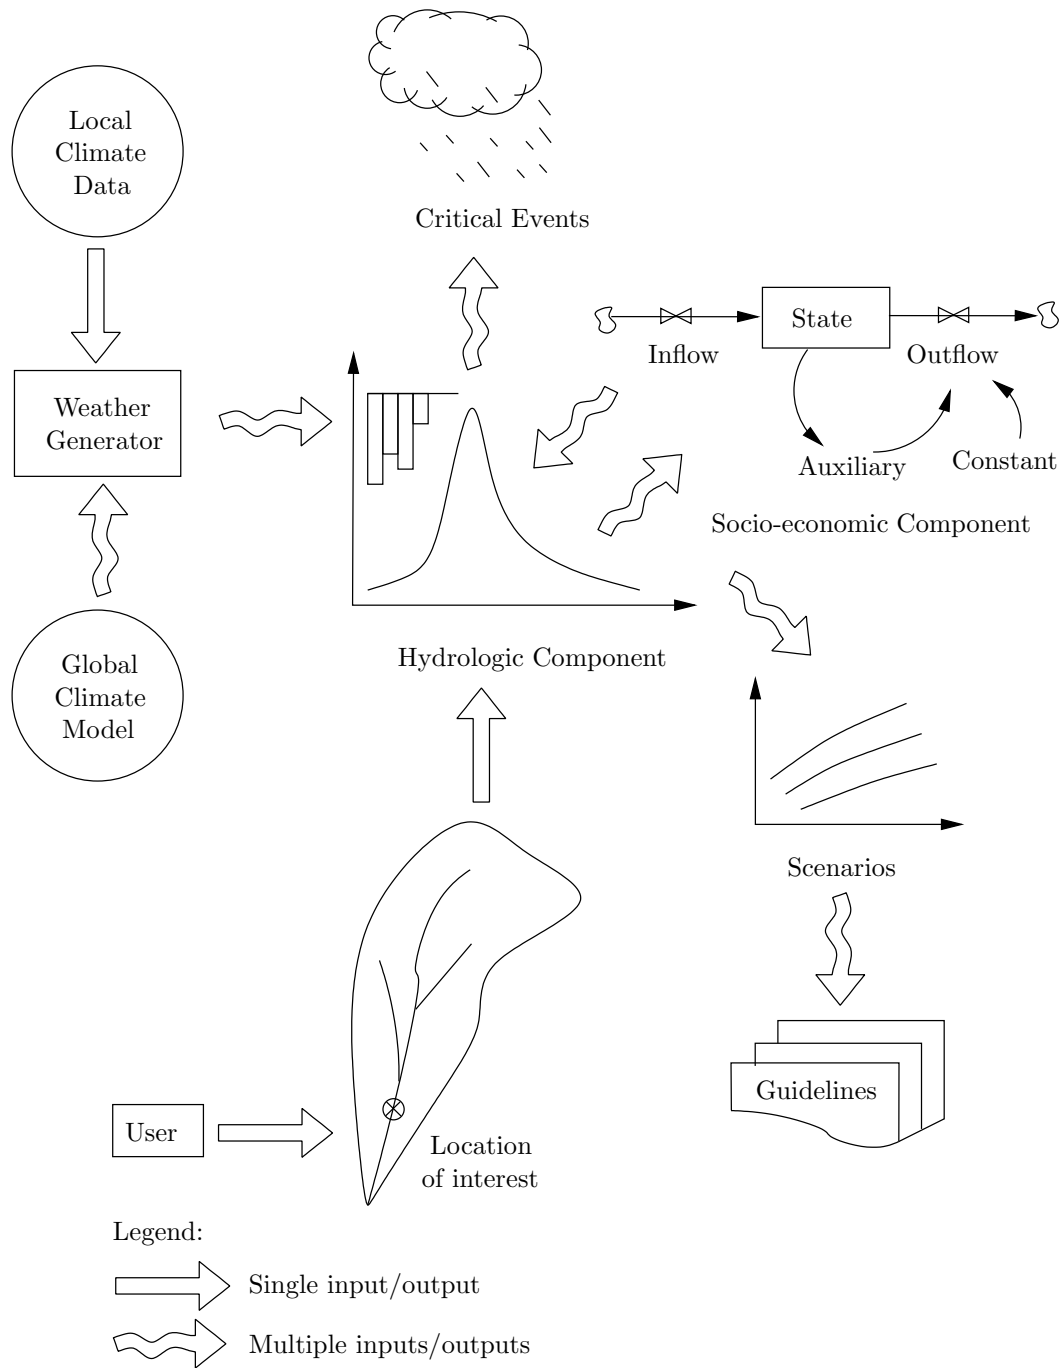 Local
Climate
Data
Critical Events
State
Inflow
Outflow
Weather
Generator
Auxiliary
Constant
Socio-economic Component
Hydrologic Component
Global
Climate
Model
Scenarios
Guidelines
User
Location
of interest
Legend:
Single input/output
Multiple inputs/outputs